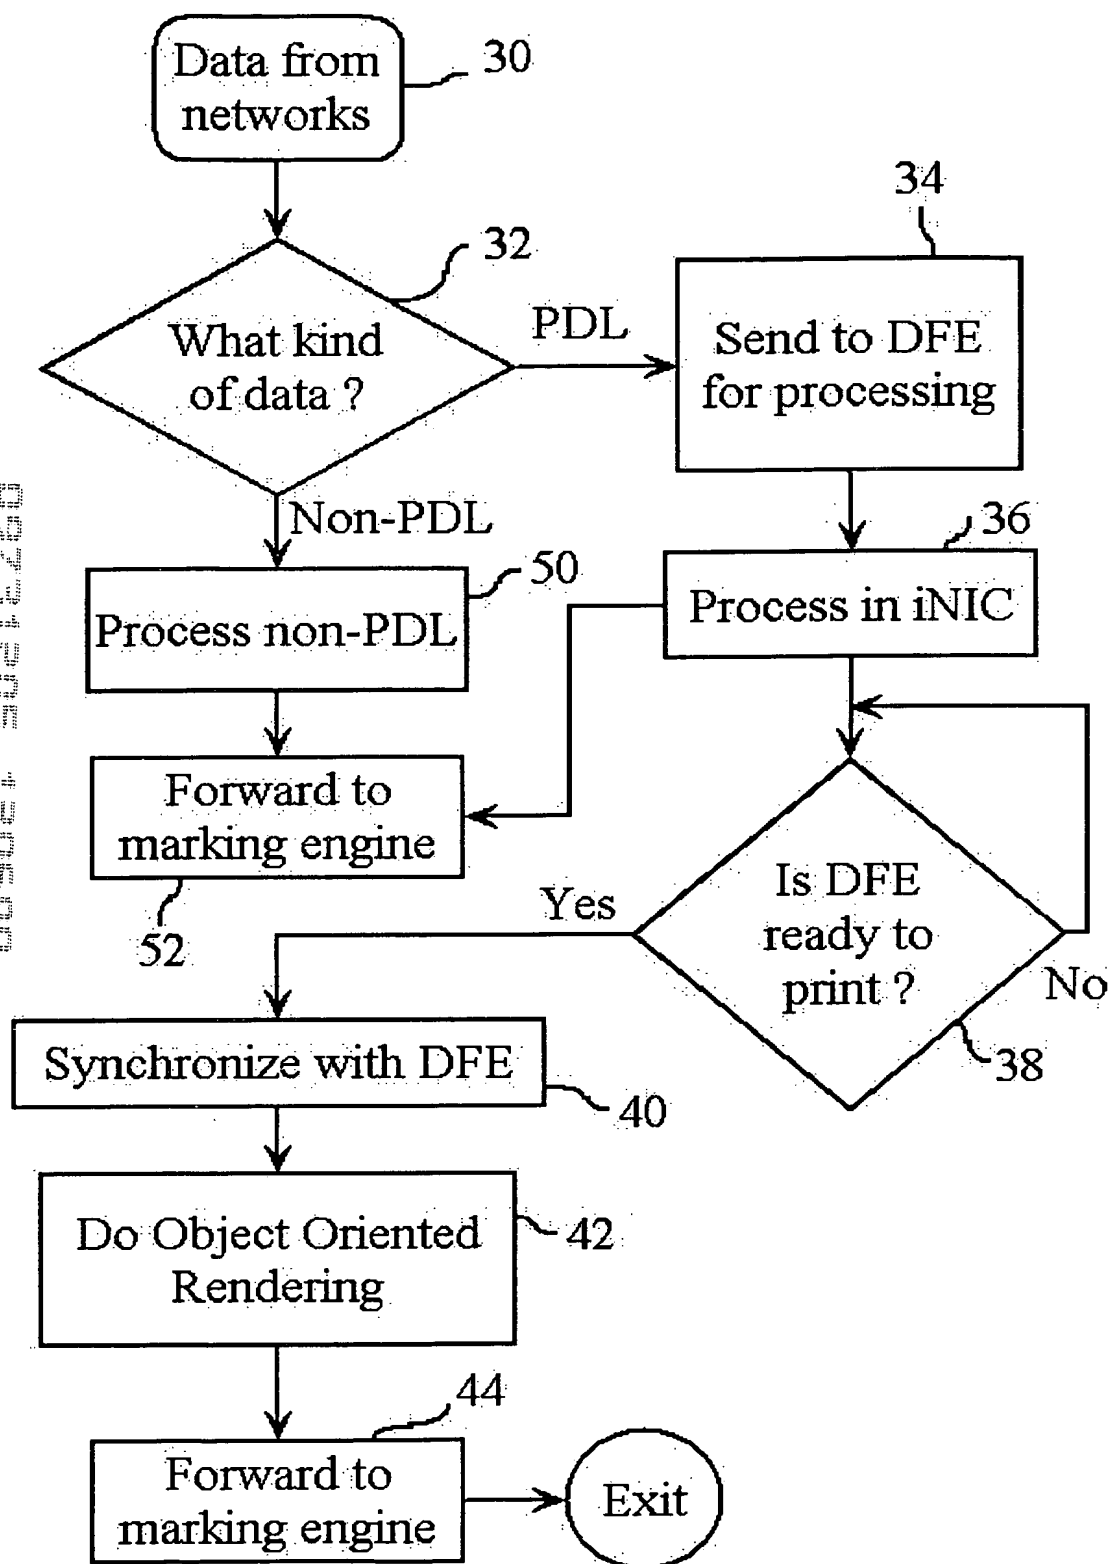 Data from
networks
30
What kind
of data ?
32
PDL
34
Send to DFE
for processing
Non-PDL
36
Process in iNIC
50
Process non-PDL
Forward to
marking engine
52
Is DFE
ready to
print ?
Yes
No
38
Synchronize with DFE
40
Do Object Oriented
Rendering
42
44
Forward to
marking engine
Exit